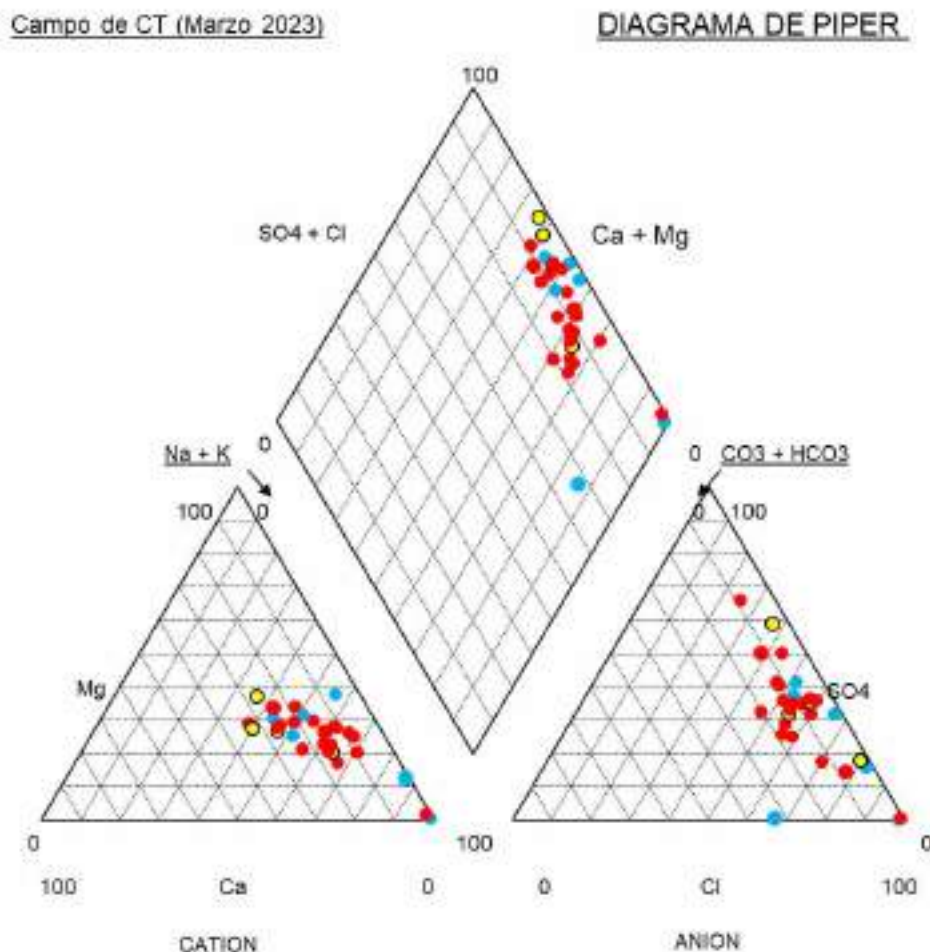 Campo de CT (Marzo 2023)
DIAGRAMA DE PIPER
100
SO4 + Cl
Ca + Mg
0
0
Na + K
CO3 + HCO3
100
0
0
100
Mg
SO4
0
100
0
100
Ca
0
0
Cl
100
CATION
ANION